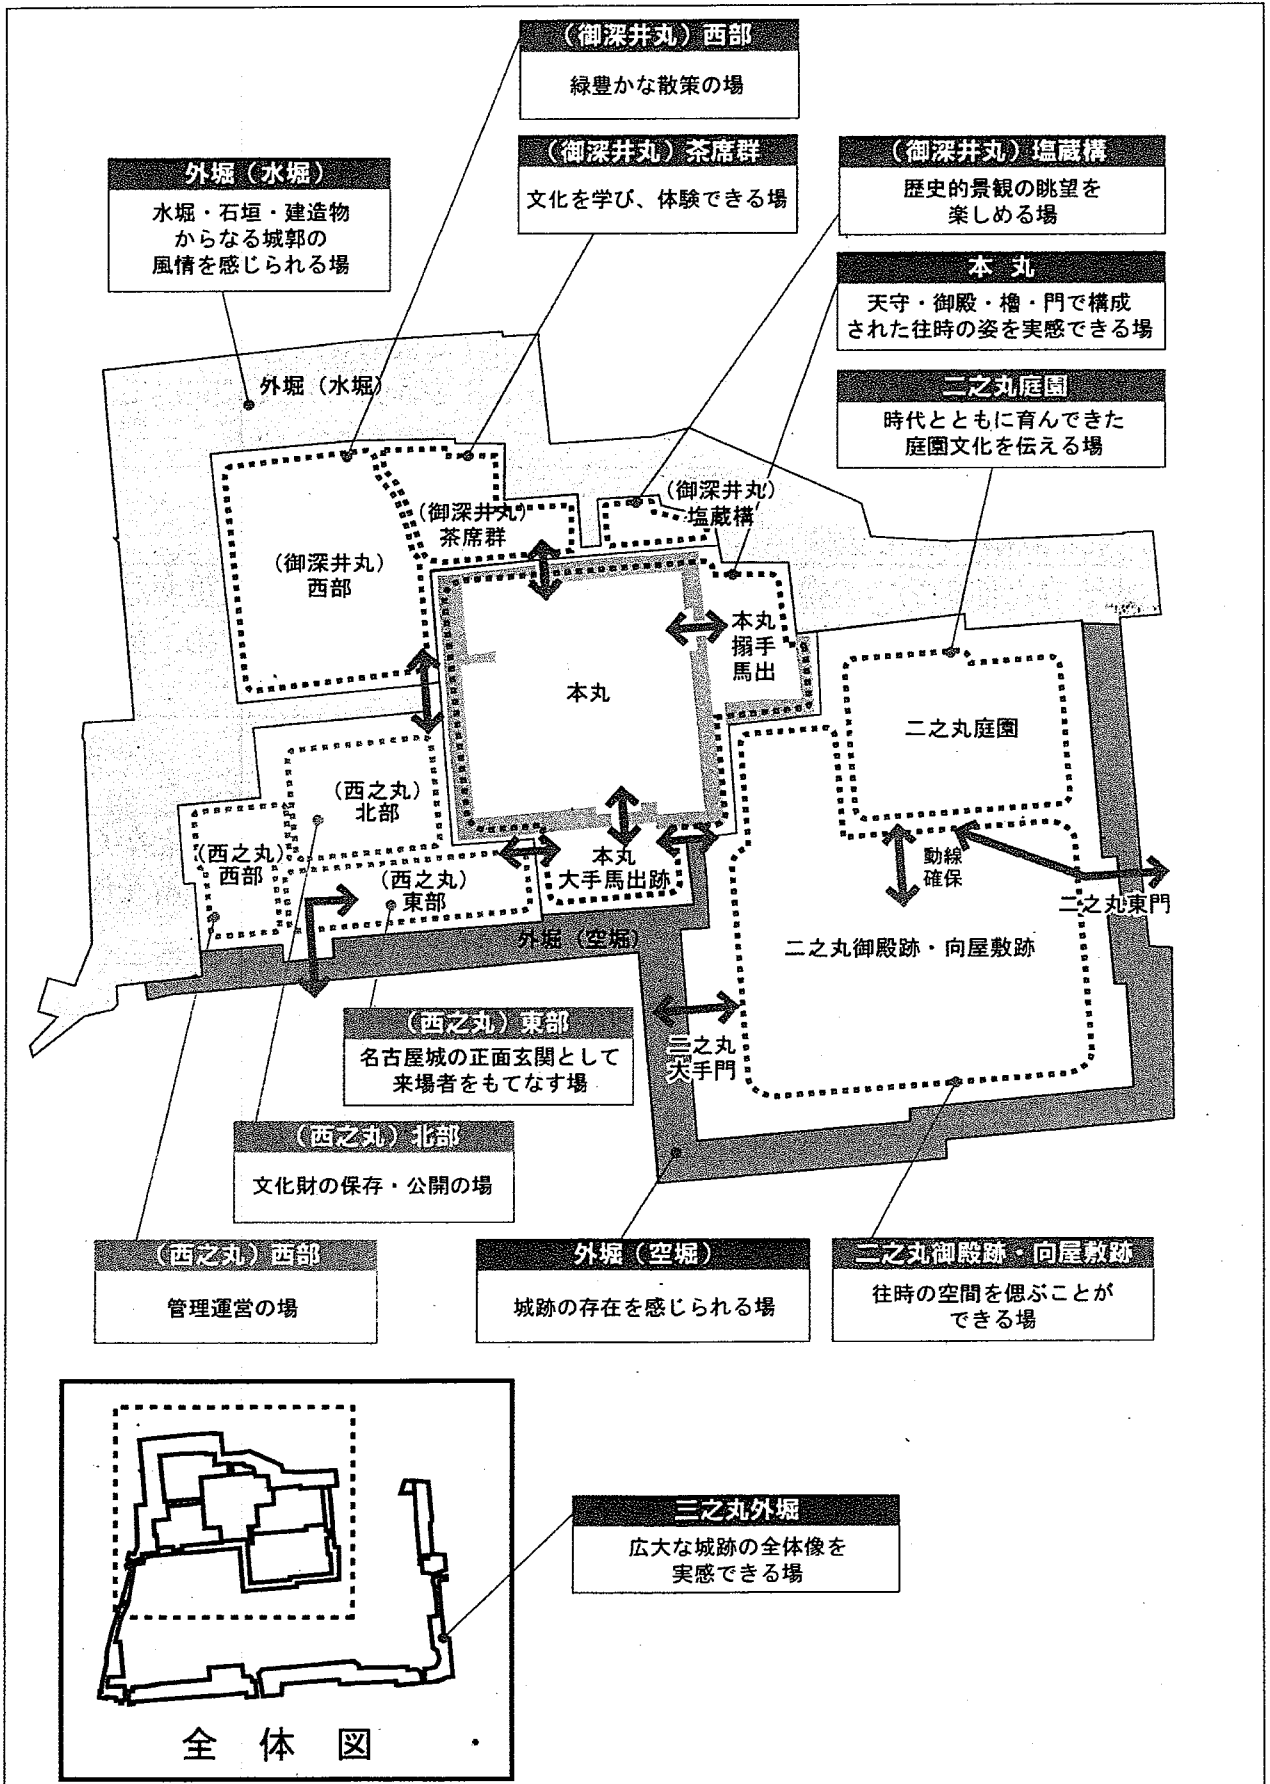 （御深井丸）西部
緑豊かな散策の場
（御深井丸）茶席群
文化を学び、体験できる場
（御深井丸）塩蔵構
歴史的景観の眺望を
楽しめる場
外堀（水堀）
水堀・石垣・建造物
からなる城郭の
風情を感じられる場
本丸
天守・御殿・櫓・門で構成
された往時の姿を実感できる場
二之丸庭園
時代とともに育んできた
庭園文化を伝える場
外堀（水堀）
（御深井丸）
塩蔵構
（御深井丸）
茶席群
（御深井丸）
西部
本丸
搦手
馬出
本丸
二之丸庭園
（西之丸）
北部
（西之丸）
西部
（西之丸）
東部
本丸
大手馬出跡
動線
確保
二之丸東門
外堀（空堀）
二之丸御殿跡・向屋敷跡
二之丸
大手門
（西之丸）東部
名古屋城の正面玄関として
来場者をもてなす場
（西之丸）北部
文化財の保存・公開の場
（西之丸）西部
管理運営の場
外堀（空堀）
城跡の存在を感じられる場
二之丸御殿跡・向屋敷跡
往時の空間を偲ぶことが
できる場
三之丸外堀
広大な城跡の全体像を
実感できる場
全体図